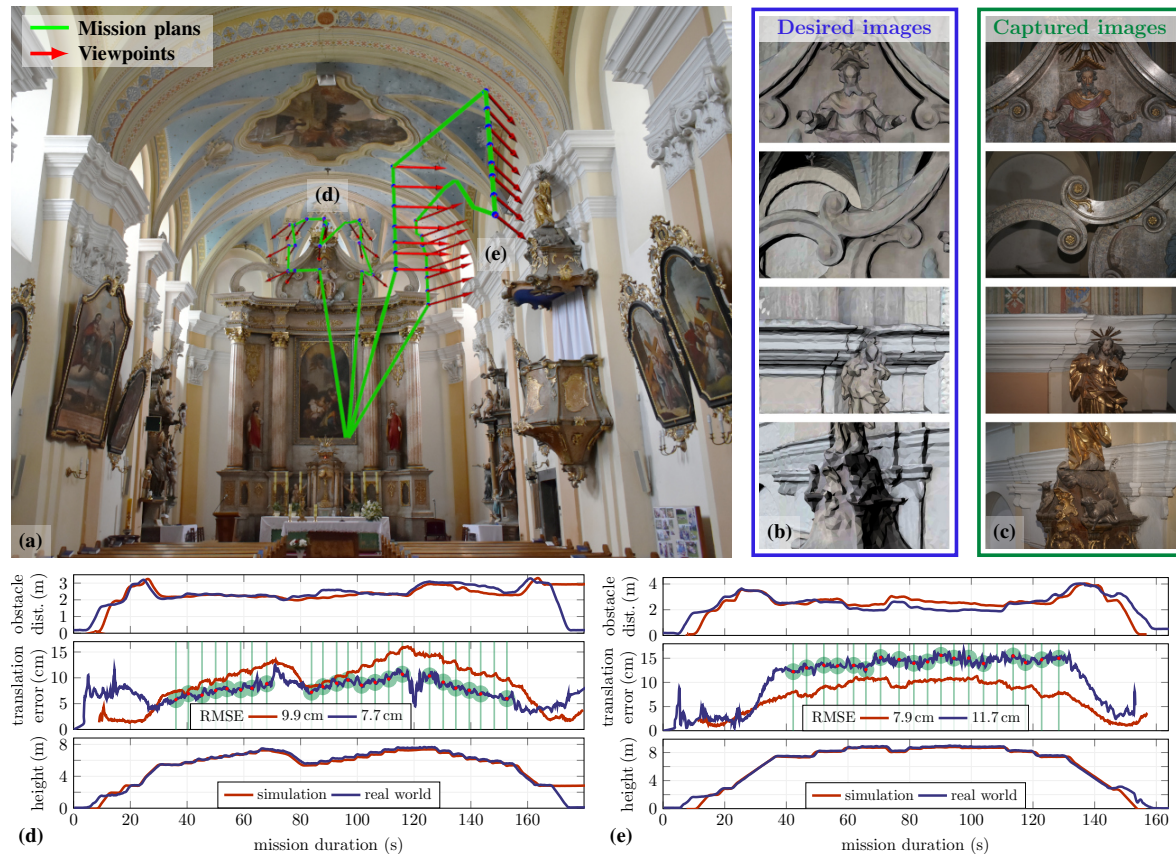 Mission plans
Viewpoints
(d)
(e)
(a)
Desired images
(b)
Captured images
(c)
obstacle
dist. (m)
3
2
1
0
translation
error (cm)
15
10
5
0
RMSE 9.9 cm 7.7 cm
height (m)
8
4
0
simulation real world
0 20 40 60 80 100 120 140 160
mission duration (s)
(d)
obstacle
dist. (m)
4
2
0
translation
error (cm)
15
10
5
0
RMSE 7.9 cm 11.7 cm
height (m)
8
4
0
simulation real world
0 20 40 60 80 100 120 140 160
mission duration (s)
(e)